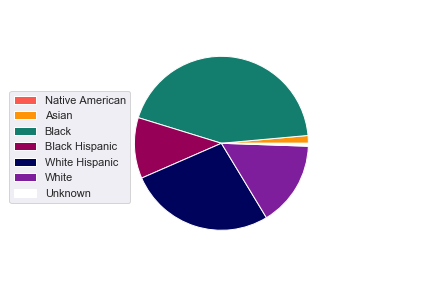 Native American
Asian
Black
Black Hispanic
White Hispanic
White
Unknown